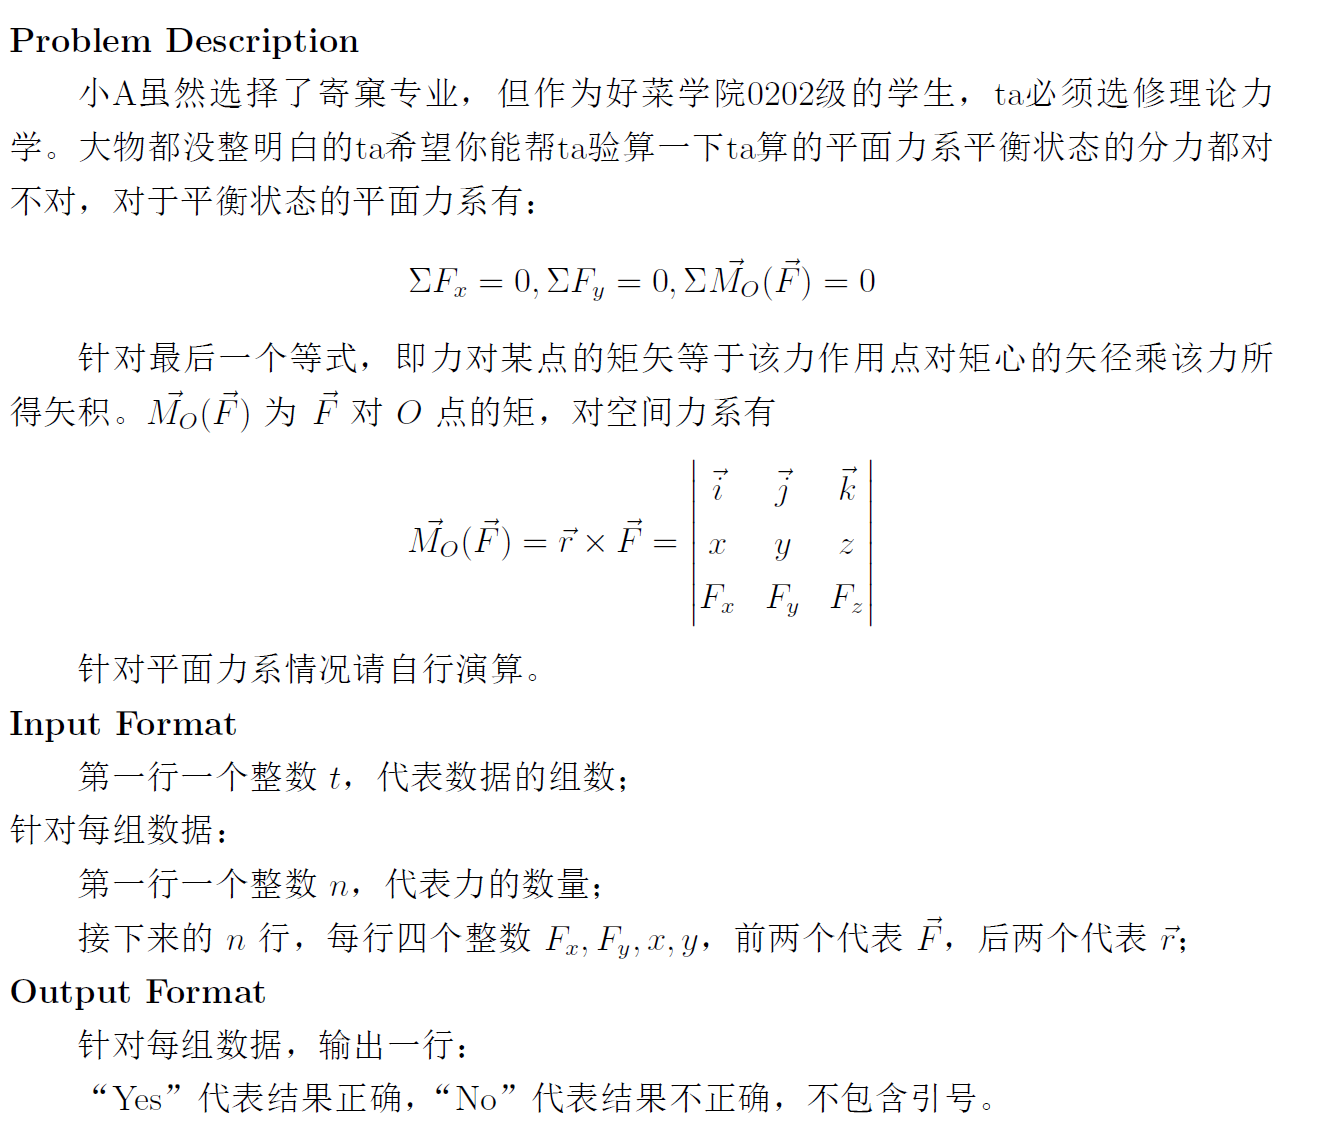 Problem Description
小A虽然选择了寄窠专业，但作为好菜学院0202级的学生，ta必须选修理论力
学。大物都没整明白的ta希望你能帮ta验算一下ta算的平面力系平衡状态的分力都对
不对，对于平衡状态的平面力系有：
ΣF_x = 0, ΣF_y = 0, Σ\vec{M_O}(\vec{F}) = 0
针对最后一个等式，即力对某点的矩矢等于该力作用点对矩心的矢径乘该力所
得矢积。\vec{M_O}(\vec{F}) 为 \vec{F} 对 O 点的矩，对空间力系有
\vec{M_O}(\vec{F}) = \vec{r} × \vec{F} = \begin{vmatrix} \vec{i} & \vec{j} & \vec{k} \\ x & y & z \\ F_x & F_y & F_z \end{vmatrix}
针对平面力系情况请自行演算。
Input Format
第一行一个整数 t，代表数据的组数；
针对每组数据：
第一行一个整数 n，代表力的数量；
接下来的 n 行，每行四个整数 F_x, F_y, x, y，前两个代表 \vec{F}，后两个代表 \vec{r}；
Output Format
针对每组数据，输出一行：
“Yes”代表结果正确，“No”代表结果不正确，不包含引号。